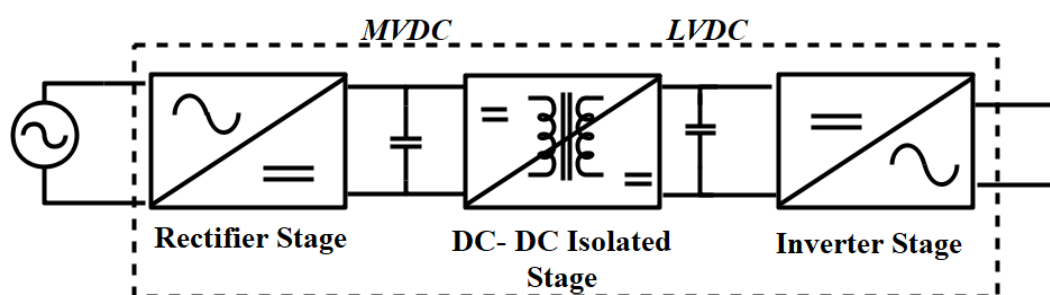 MVDC
LVDC
Rectifier Stage
DC- DC Isolated
Stage
Inverter Stage